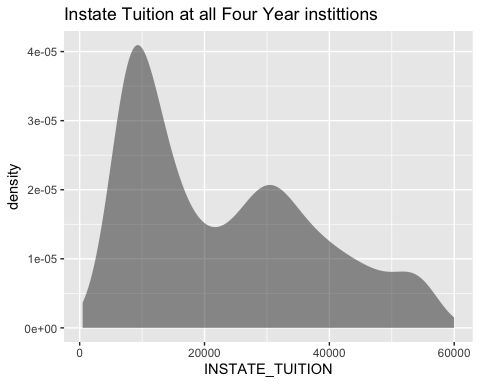 Instate Tuition at all Four Year instittions
density
4e-05
3e-05
2e-05
1e-05
0e+00
0
20000
40000
60000
INSTATE_TUITION